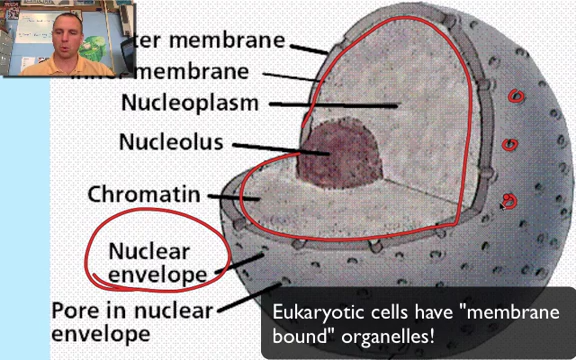 ter membrane
membrane
Nucleoplasm
Nucleolus
Chromatin
Nuclear
envelope
Pore in nuclear
envelope
Eukaryotic cells have "membrane
bound" organelles!